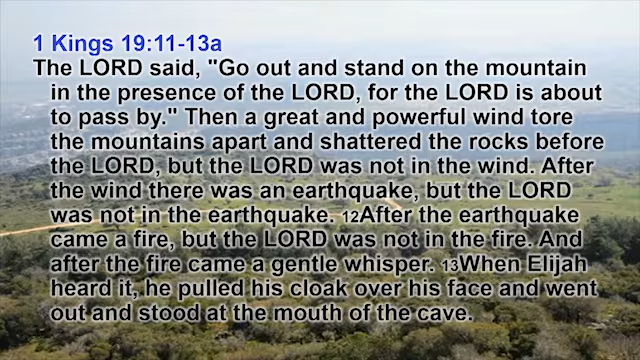 1 Kings 19:11-13a
The LORD said, "Go out and stand on the mountain
in the presence of the LORD, for the LORD is about
to pass by." Then a great and powerful wind tore
the mountains apart and shattered the rocks before
the LORD, but the LORD was not in the wind. After
the wind there was an earthquake, but the LORD
was not in the earthquake. 12After the earthquake
came a fire, but the LORD was not in the fire. And
after the fire came a gentle whisper. 13When Elijah
heard it, he pulled his cloak over his face and went
out and stood at the mouth of the cave.